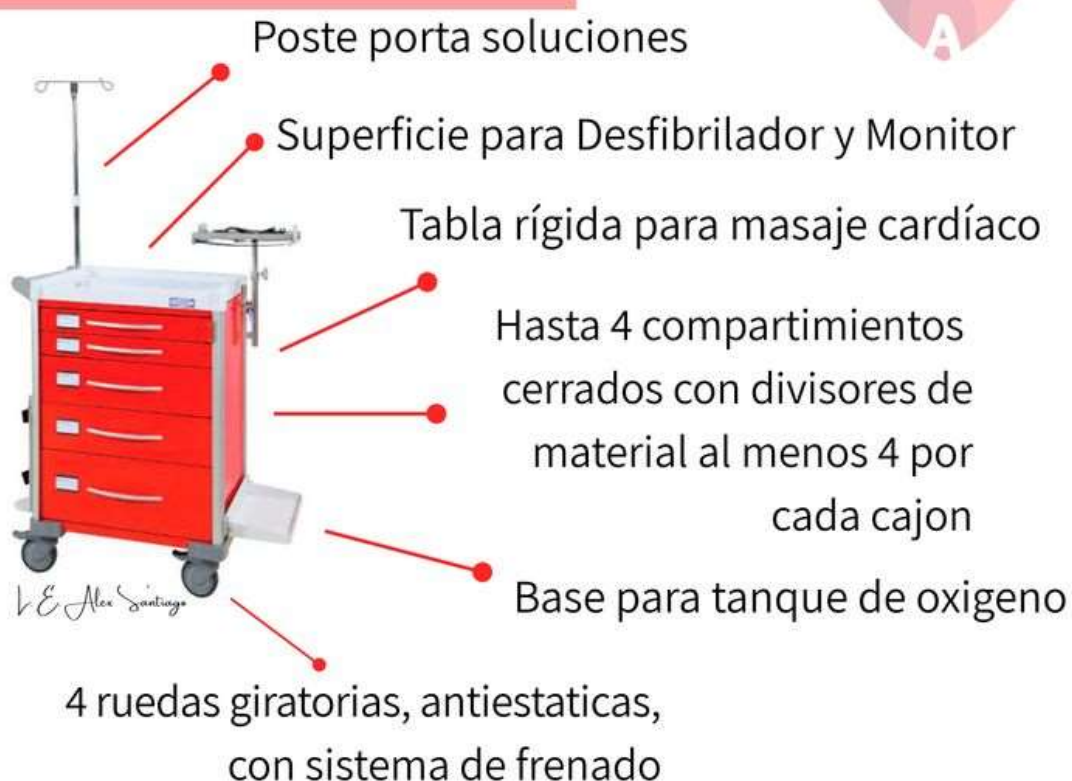 A
Poste porta soluciones
Superficie para Desfibrilador y Monitor
Tabla rígida para masaje cardíaco
Hasta 4 compartimientos
cerrados con divisores de
material al menos 4 por
cada cajon
Base para tanque de oxigeno
L E Alex Santiago
4 ruedas giratorias, antiestaticas,
con sistema de frenado